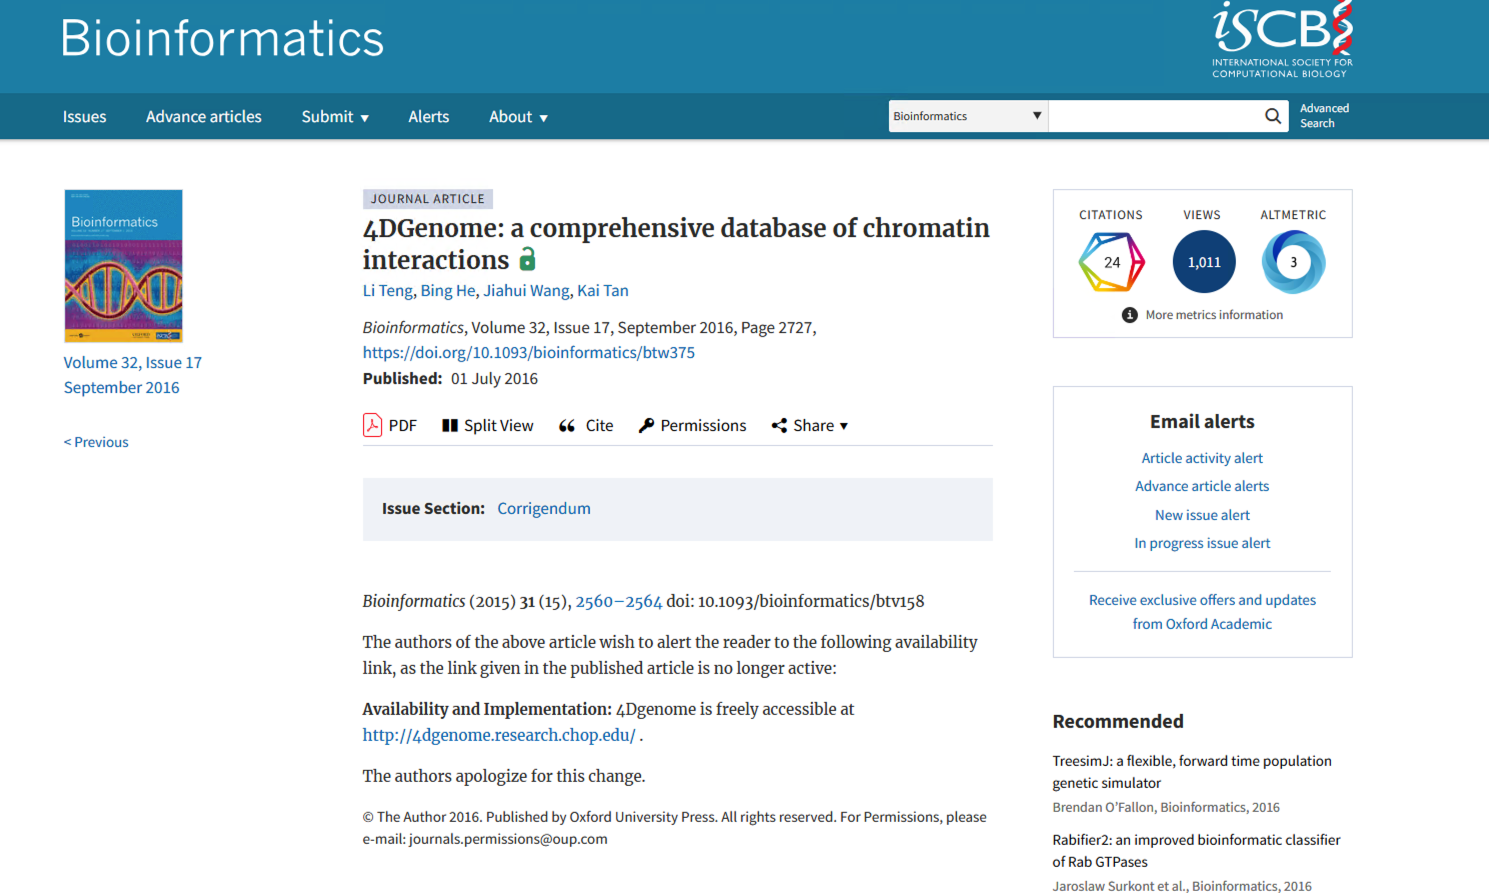 Bioinformatics
iSCB
INTERNATIONAL SOCIETY FOR
COMPUTATIONAL BIOLOGY
Issues
Advance articles
Submit ▼
Alerts
About ▼
Bioinformatics ▼
Advanced
Search
Bioinformatics
Volume 32, Issue 17
September 2016
< Previous
JOURNAL ARTICLE
4DGenome: a comprehensive database of chromatin
interactions
Li Teng, Bing He, Jiahui Wang, Kai Tan
Bioinformatics, Volume 32, Issue 17, September 2016, Page 2727,
https://doi.org/10.1093/bioinformatics/btw375
Published: 01 July 2016
PDF
Split View
Cite
Permissions
Share ▼
Issue Section: Corrigendum
Bioinformatics (2015) 31 (15), 2560–2564 doi: 10.1093/bioinformatics/btv158
The authors of the above article wish to alert the reader to the following availability
link, as the link given in the published article is no longer active:
Availability and Implementation: 4Dgenome is freely accessible at
http://4dgenome.research.chop.edu/ .
The authors apologize for this change.
© The Author 2016. Published by Oxford University Press. All rights reserved. For Permissions, please
e-mail: journals.permissions@oup.com
CITATIONS
VIEWS
ALTMETRIC
24
1,011
3
More metrics information
Email alerts
Article activity alert
Advance article alerts
New issue alert
In progress issue alert
Receive exclusive offers and updates
from Oxford Academic
Recommended
TreesimJ: a flexible, forward time population
genetic simulator
Brendan O'Fallon, Bioinformatics, 2016
Rabifier2: an improved bioinformatic classifier
of Rab GTPases
Jaroslaw Surkont et al., Bioinformatics, 2016